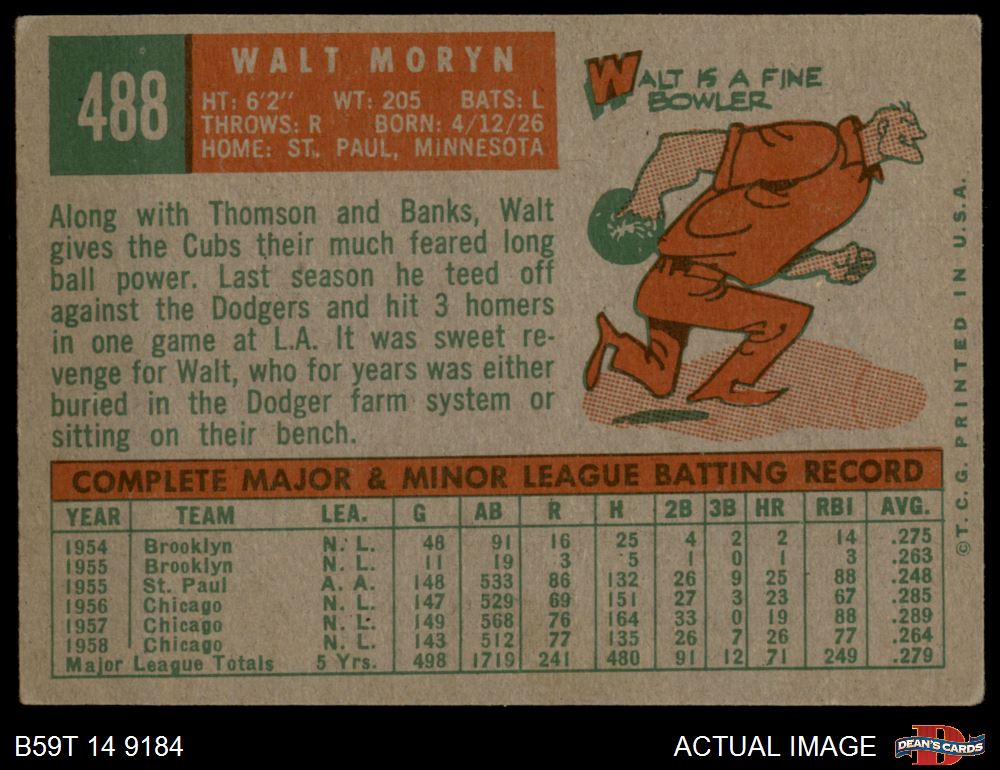 488
WALT MORYN
HT: 6'2" WT: 205 BATS: L
THROWS: R BORN: 4/12/26
HOME: ST. PAUL, MINNESOTA
WALT IS A FINE
BOWLER
Along with Thomson and Banks, Walt
gives the Cubs their much feared long
ball power. Last season he teed off
against the Dodgers and hit 3 homers
in one game at L.A. It was sweet re-
venge for Walt, who for years was either
buried in the Dodger farm system or
sitting on their bench.
©T.C.G. PRINTED IN U.S.A.
COMPLETE MAJOR & MINOR LEAGUE BATTING RECORD
YEAR TEAM LEA. G AB R H 2B 3B HR RBI AVG.
1954 Brooklyn N. L. 48 91 16 25 4 2 2 14 .275
1955 Brooklyn N. L. 11 19 3 5 1 0 1 3 .263
1955 St. Paul A. A. 148 533 86 132 26 9 25 88 .248
1956 Chicago N. L. 147 529 69 151 27 3 23 67 .285
1957 Chicago N. L. 149 568 76 164 33 0 19 88 .289
1958 Chicago N. L. 143 512 77 135 26 7 26 77 .264
Major League Totals 5 Yrs. 498 1719 241 480 91 12 71 249 .279
B59T 14 9184
ACTUAL IMAGE
DEAN'S CARDS